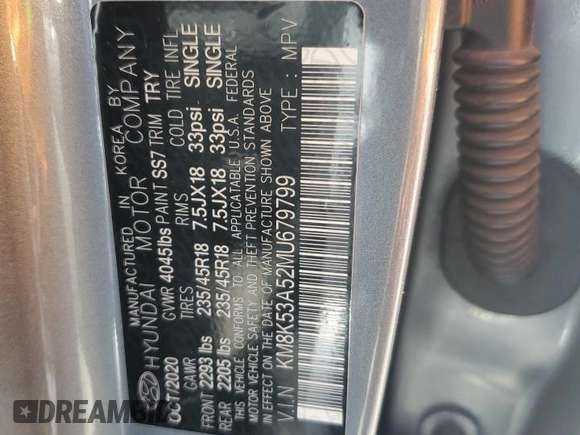 MANUFACTURED IN KOREA BY
HYUNDAI MOTOR COMPANY
OCT/2020 GVWR 4045lbs PAINT SS7 TRIM TRY
GAWR TIRES RIMS COLD TIRE INFL
FRONT 2293 lbs 235/45R18 7.5JX18 33psi SINGLE
REAR 2205 lbs 235/45R18 7.5JX18 33psi SINGLE
THIS VEHICLE CONFORMS TO ALL APPLICABLE U.S.A. FEDERAL
MOTOR VEHICLE SAFETY AND THEFT PREVENTION STANDARDS
IN EFFECT ON THE DATE OF MANUFACTURE SHOWN ABOVE
V.I.N KM8K53A52MU679799 TYPE : MPV
DREAMBID